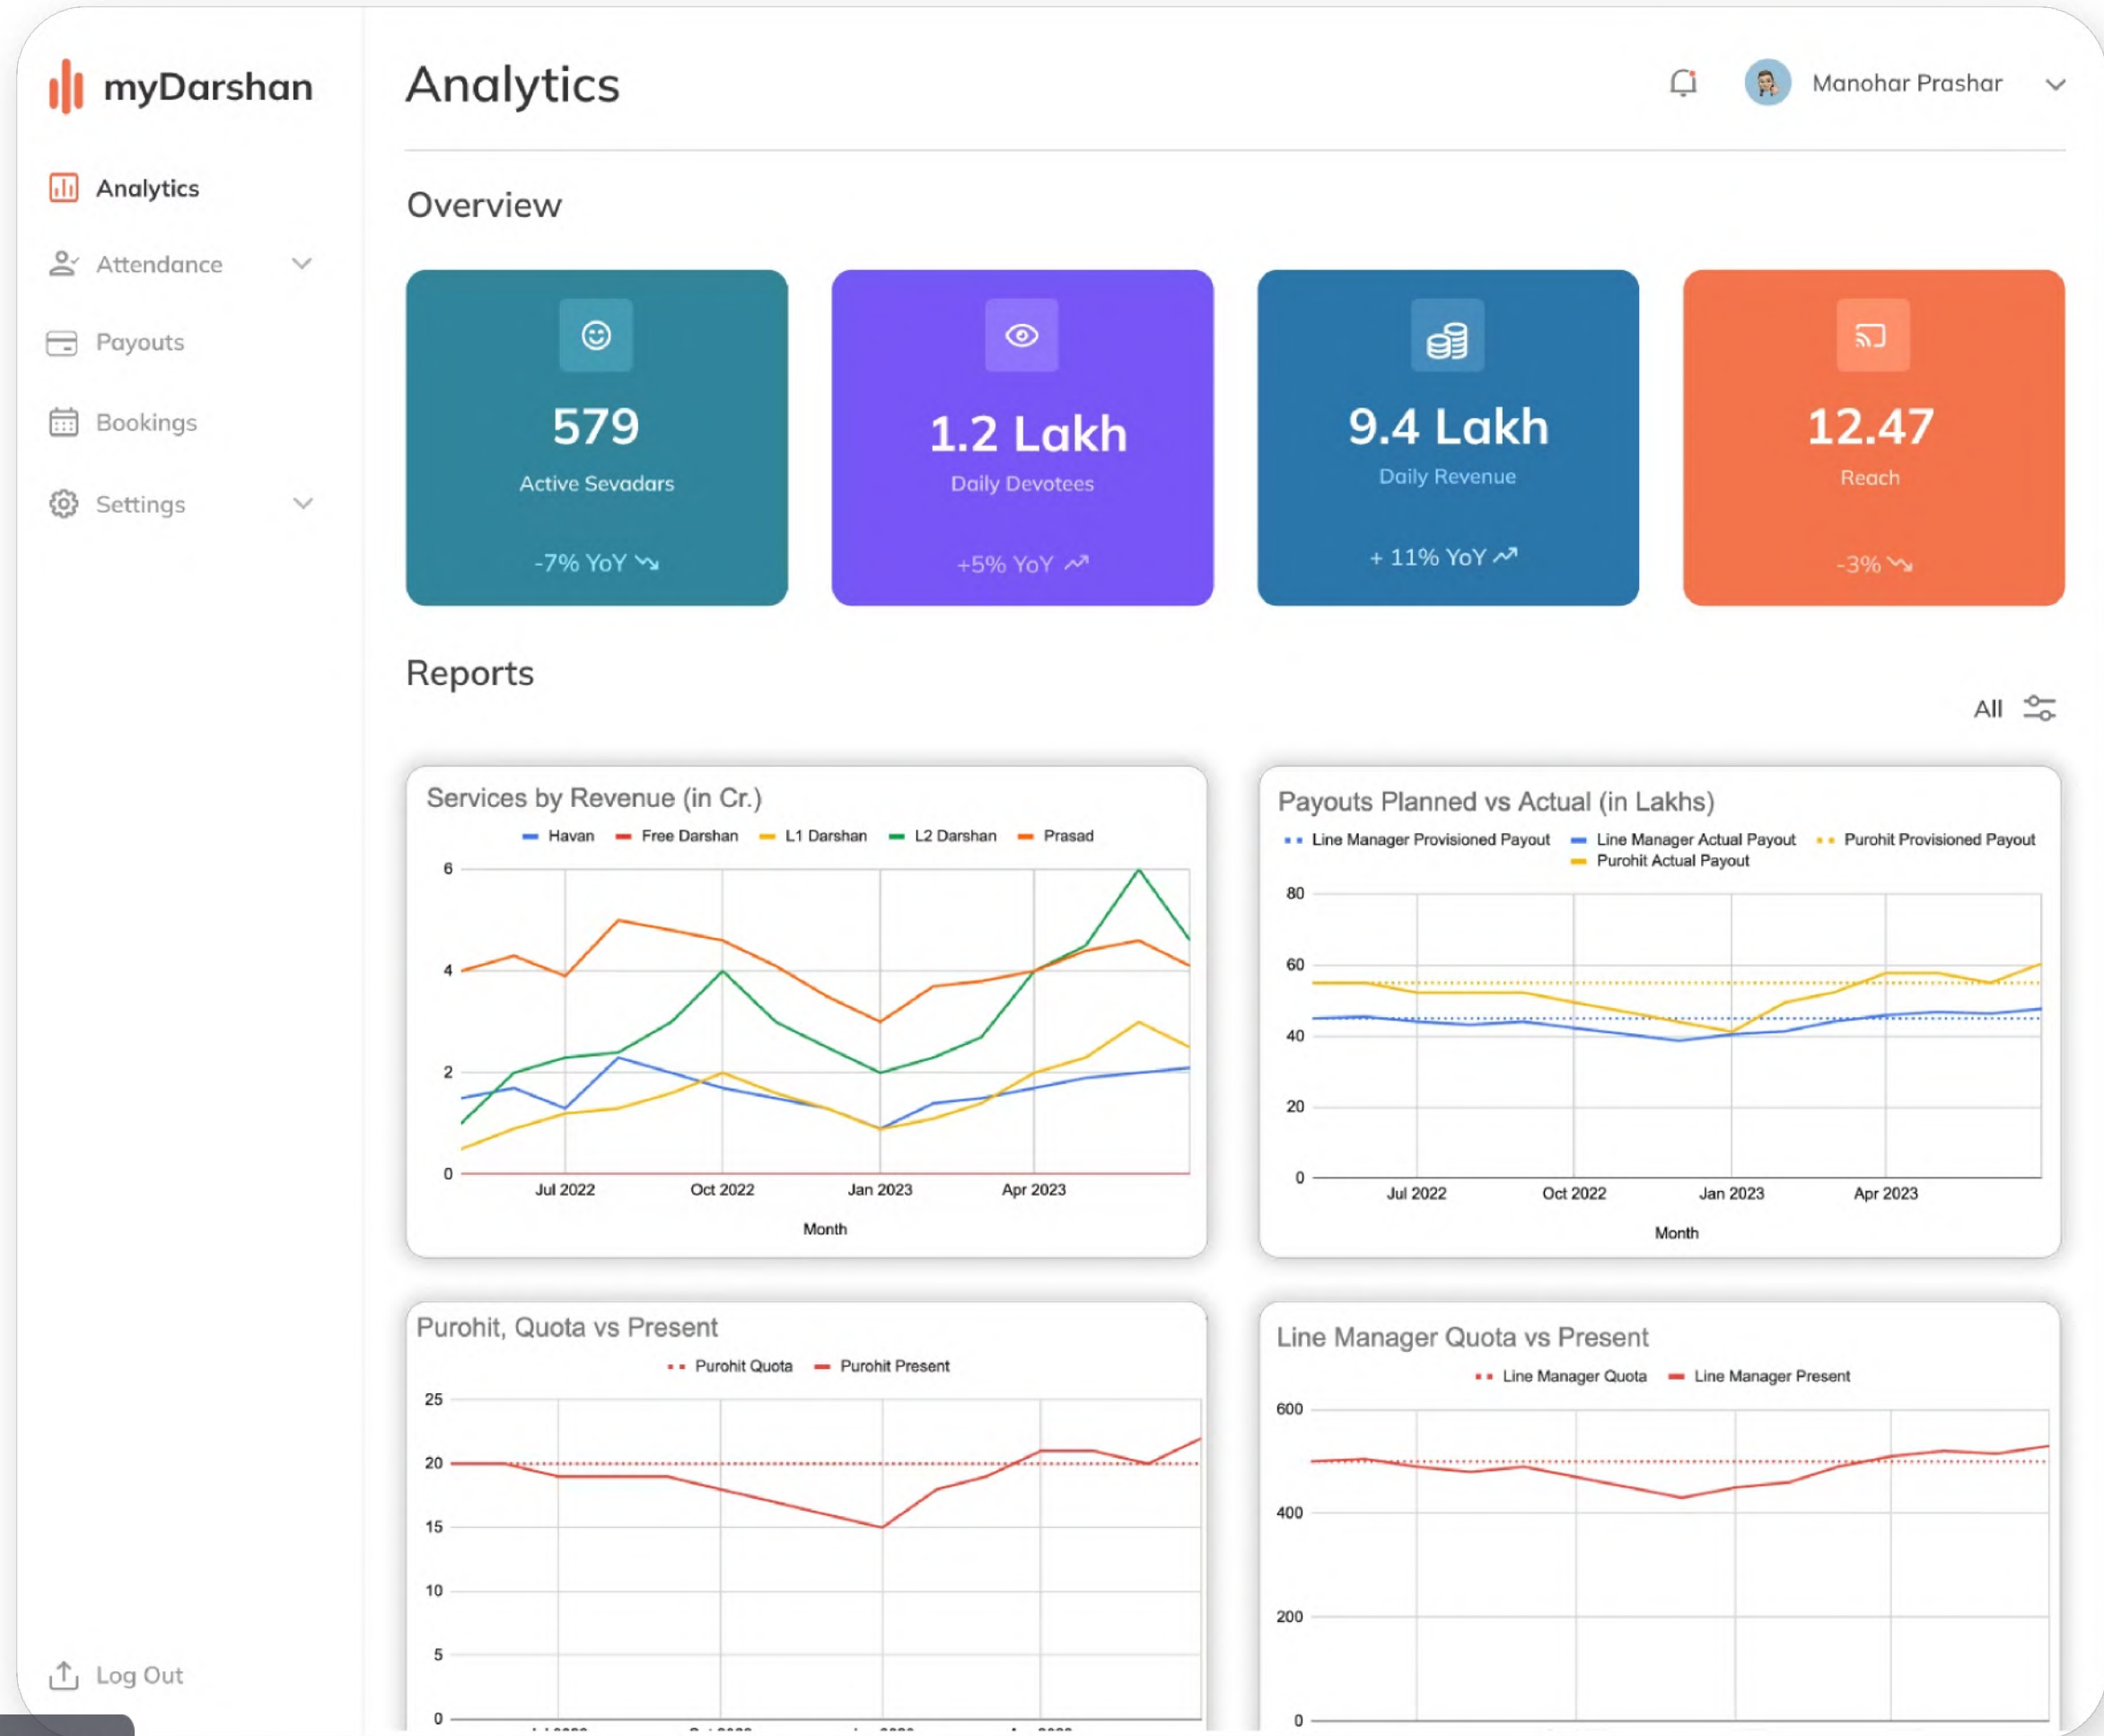 myDarshan
Analytics
Attendance
Payouts
Bookings
Settings
Log Out
Analytics
Manohar Prashar
Overview
579
Active Sevadars
-7% YoY
1.2 Lakh
Daily Devotees
+5% YoY
9.4 Lakh
Daily Revenue
+ 11% YoY
12.47
Reach
-3%
Reports
All
Services by Revenue (in Cr.)
Havan Free Darshan L1 Darshan L2 Darshan Prasad
6
4
2
0
Jul 2022 Oct 2022 Jan 2023 Apr 2023
Month
Payouts Planned vs Actual (in Lakhs)
Line Manager Provisioned Payout Line Manager Actual Payout Purohit Provisioned Payout
Purohit Actual Payout
80
60
40
20
0
Jul 2022 Oct 2022 Jan 2023 Apr 2023
Month
Purohit, Quota vs Present
Purohit Quota Purohit Present
25
20
15
10
5
0
Line Manager Quota vs Present
Line Manager Quota Line Manager Present
600
400
200
0